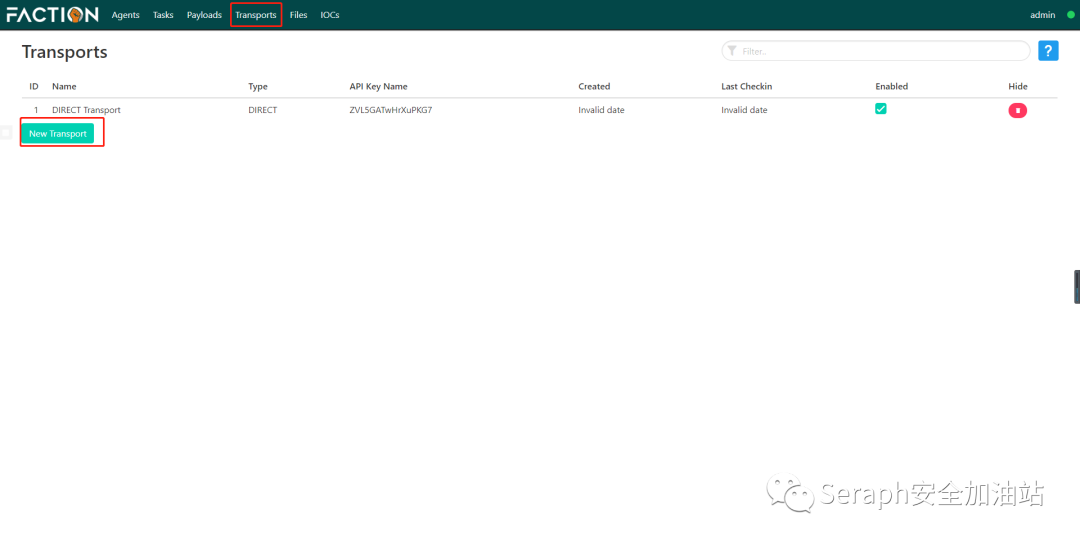 FACTION Agents Tasks Payloads Transports Files IOCs admin
Transports Filter.. ?
ID Name Type API Key Name Created Last Checkin Enabled Hide
1 DIRECT Transport DIRECT ZVL5GATwHrXuPKG7 Invalid date Invalid date
New Transport
Seraph安全加油站